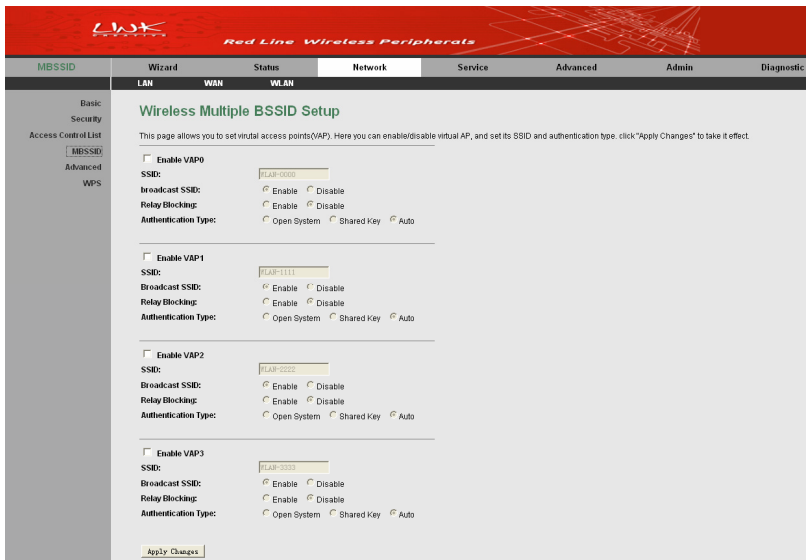 LINK
CREATIVE
Red Line Wireless Peripherals
MBSSID
Wizard Status Network Service Advanced Admin Diagnostic
LAN WAN WLAN
Basic
Security
Access Control List
MBSSID
Advanced
WPS
Wireless Multiple BSSID Setup
This page allows you to set virutal access points(VAP). Here you can enable/disable virtual AP, and set its SSID and authentication type. click "Apply Changes" to take it effect.
Enable VAP0
SSID: WLAN-0000
broadcast SSID: Enable Disable
Relay Blocking: Enable Disable
Authentication Type: Open System Shared Key Auto
Enable VAP1
SSID: WLAN-1111
Broadcast SSID: Enable Disable
Relay Blocking: Enable Disable
Authentication Type: Open System Shared Key Auto
Enable VAP2
SSID: WLAN-2222
Broadcast SSID: Enable Disable
Relay Blocking: Enable Disable
Authentication Type: Open System Shared Key Auto
Enable VAP3
SSID: WLAN-3333
Broadcast SSID: Enable Disable
Relay Blocking: Enable Disable
Authentication Type: Open System Shared Key Auto
Apply Changes